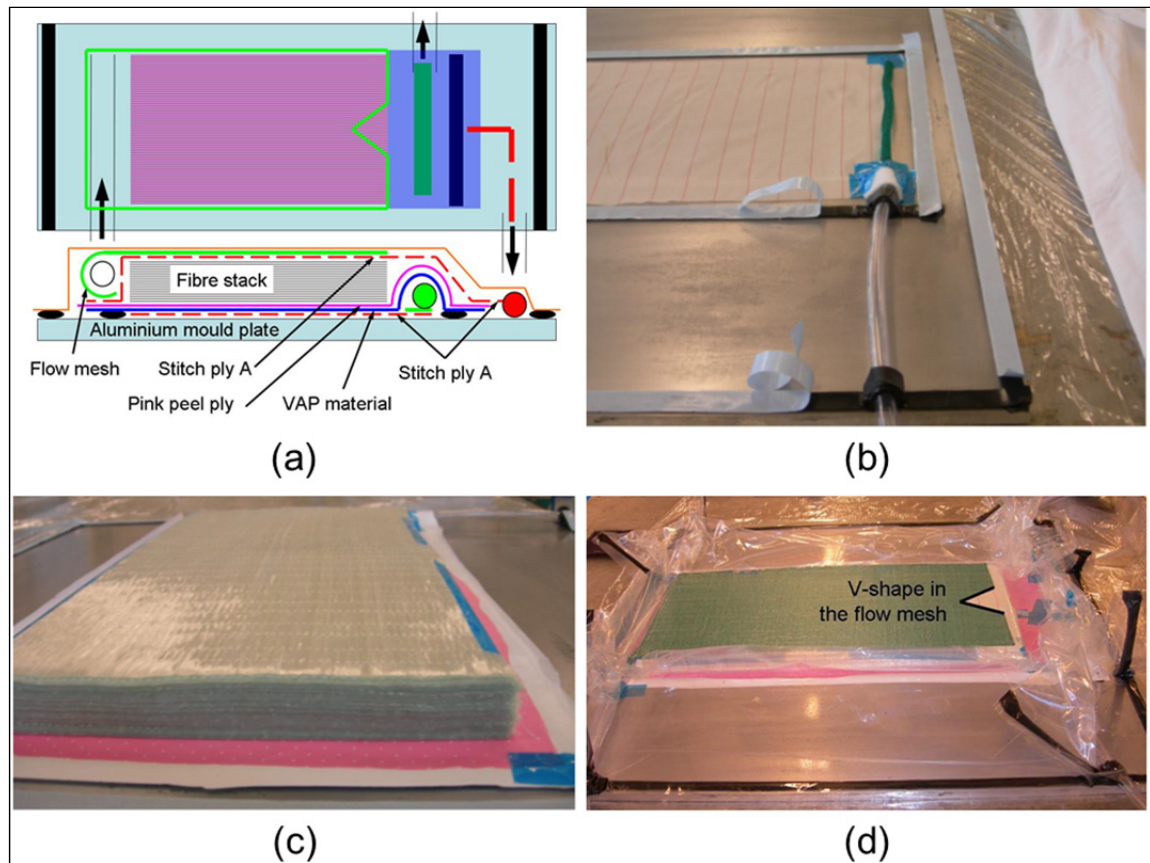 Fibre stack
Aluminium mould plate
Flow mesh
Stitch ply A
Stitch ply A
Pink peel ply
VAP material
(a)
(b)
V-shape in
the flow mesh
(c)
(d)